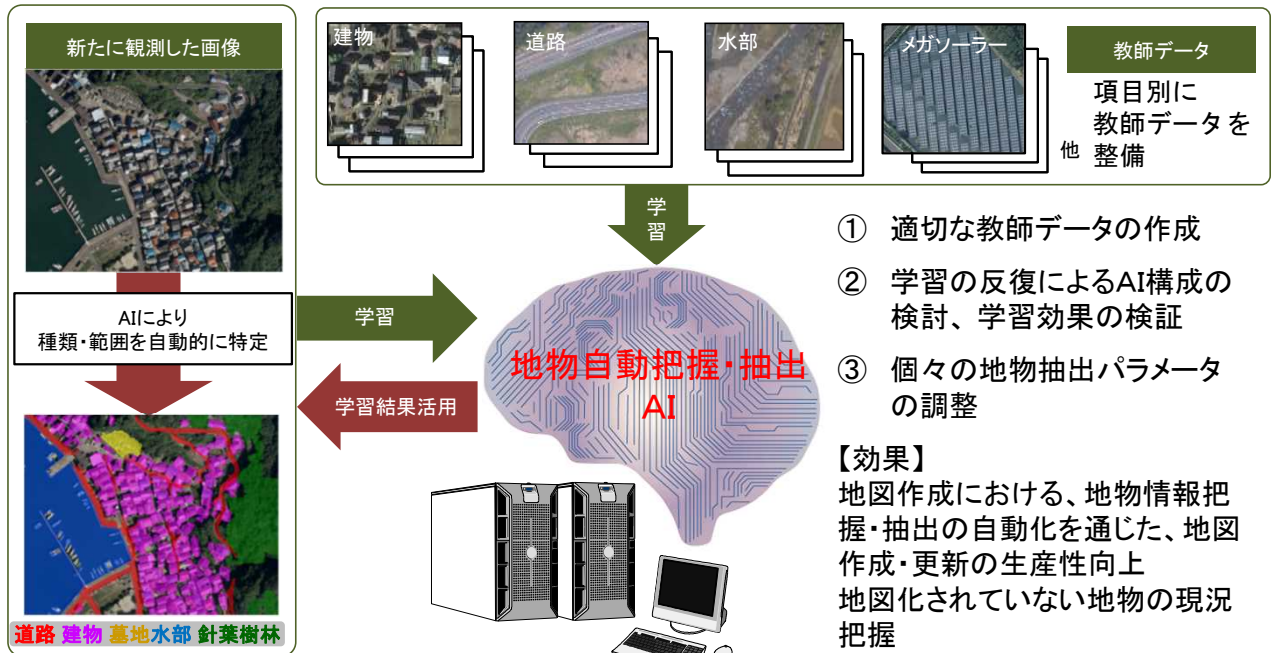 新たに観測した画像
AIにより
種類・範囲を自動的に特定
道路 建物 墓地 水部 針葉樹林
建物
道路
水部
メガソーラー
他
教師データ
項目別に
教師データを
整備
学
習
学習
学習結果活用
地物自動把握・抽出
AI
① 適切な教師データの作成
② 学習の反復によるAI構成の
検討、学習効果の検証
③ 個々の地物抽出パラメータ
の調整
【効果】
地図作成における、地物情報把
握・抽出の自動化を通じた、地図
作成・更新の生産性向上
地図化されていない地物の現況
把握